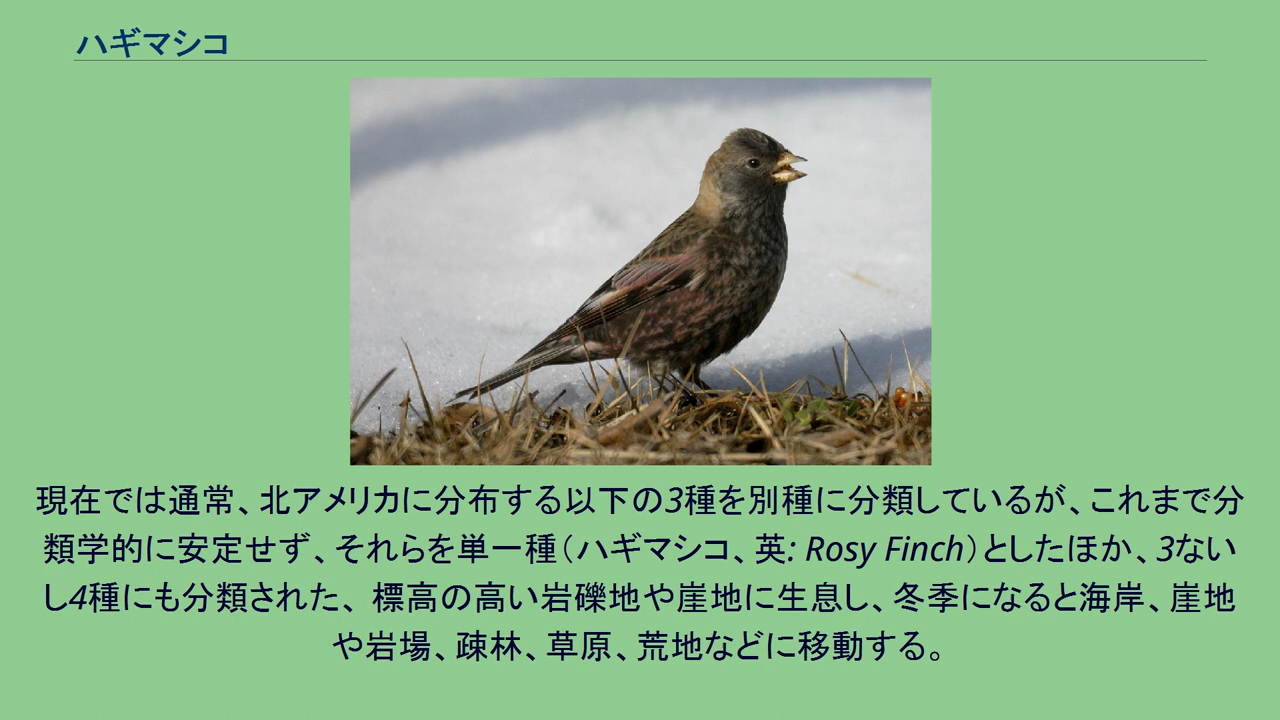 ハギマシコ
現在では通常、北アメリカに分布する以下の3種を別種に分類しているが、これまで分
類学的に安定せず、それらを単一種（ハギマシコ、英: Rosy Finch）としたほか、3ない
し4種にも分類された、標高の高い岩礫地や崖地に生息し、冬季になると海岸、崖地
や岩場、疎林、草原、荒地などに移動する。